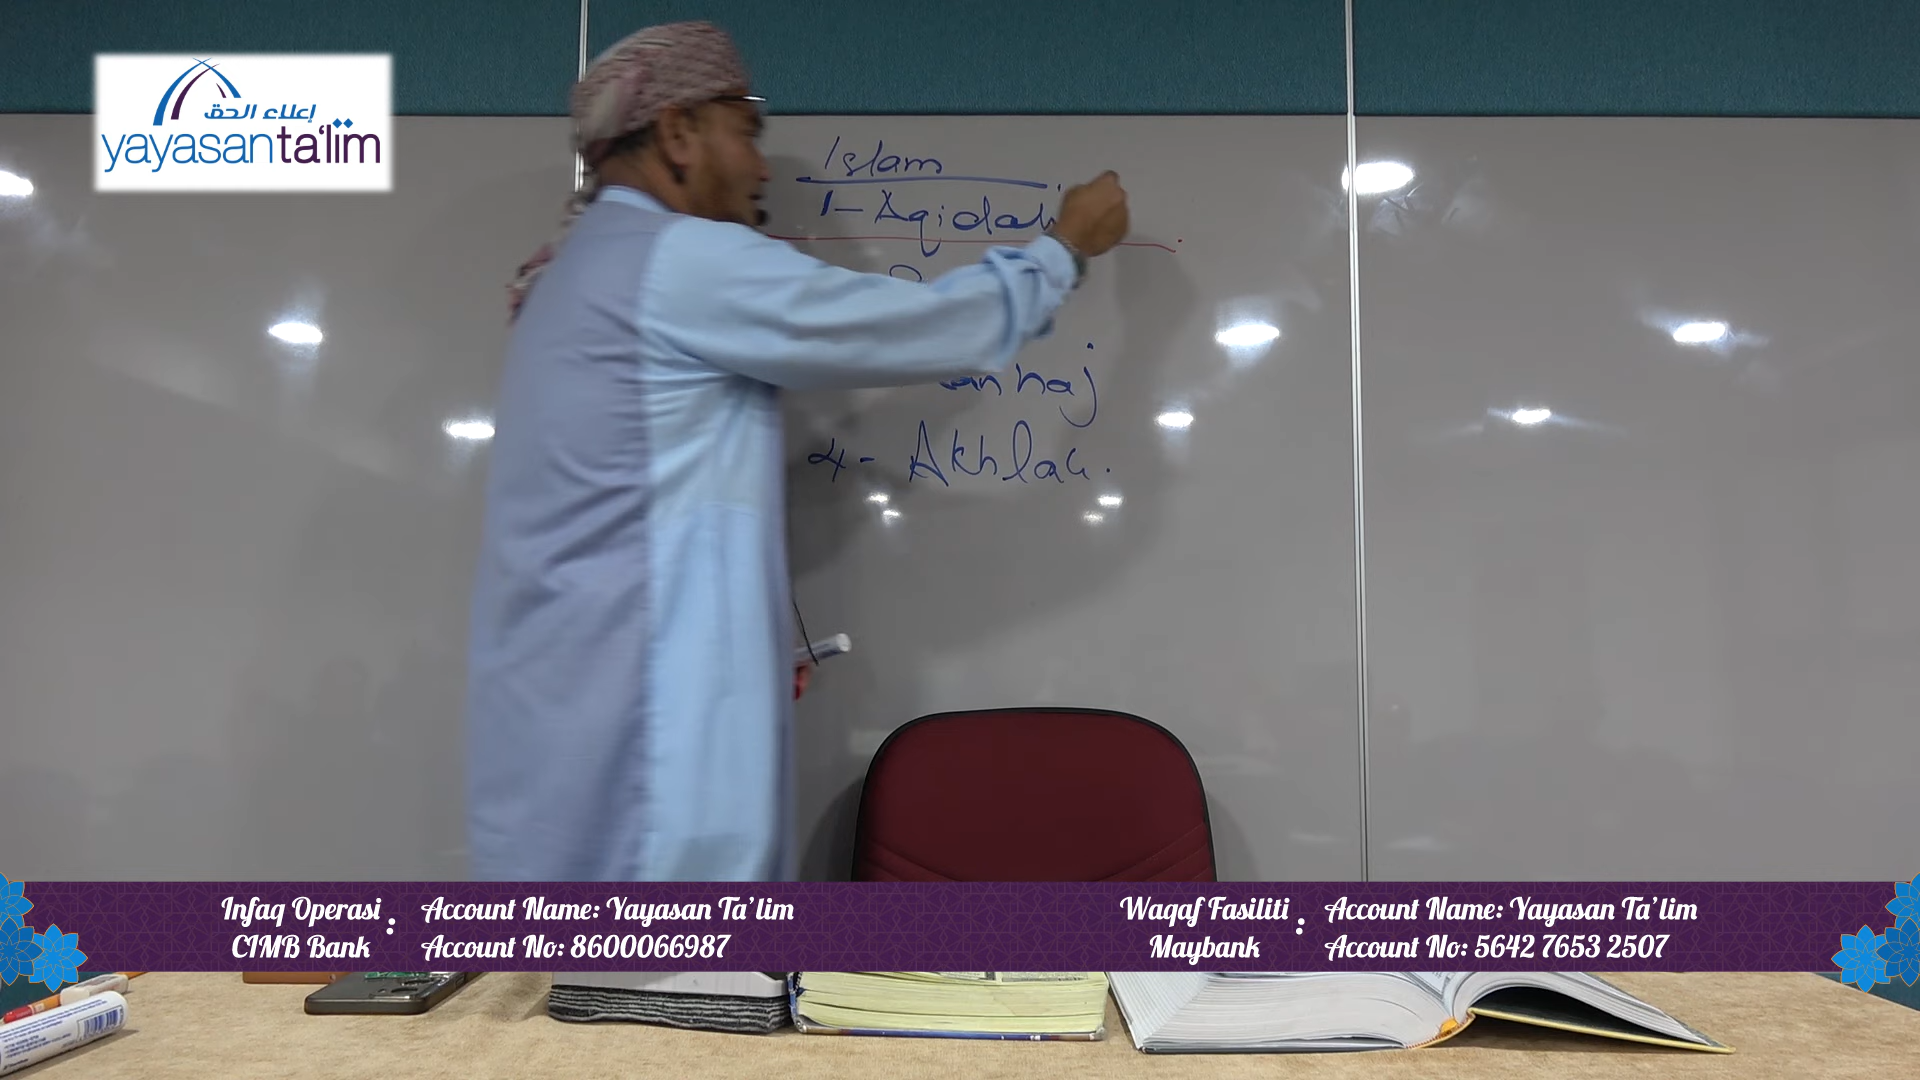 إعلاء الحق
yayasanta'lim
Islam
1- Aqidah
4- Akhlak.
Infaq Operasi : Account Name: Yayasan Ta'lim
CIMB Bank Account No: 8600066987
Waqaf Fasiliti : Account Name: Yayasan Ta'lim
Maybank Account No: 5642 7653 2507